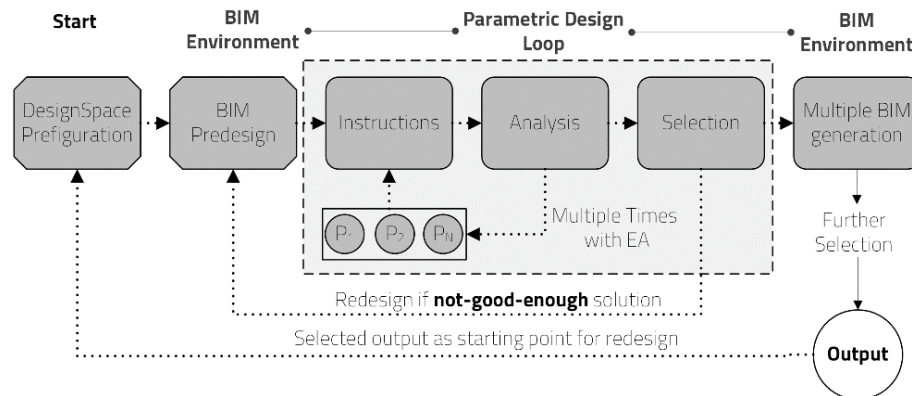 Start
BIM
Environment
Parametric Design
Loop
BIM
Environment
DesignSpace
Prefiguration
BIM
Predesign
Instructions
Analysis
Selection
Multiple BIM
generation
P1
P2
PN
Multiple Times
with EA
Further
Selection
Redesign if not-good-enough solution
Selected output as starting point for redesign
Output